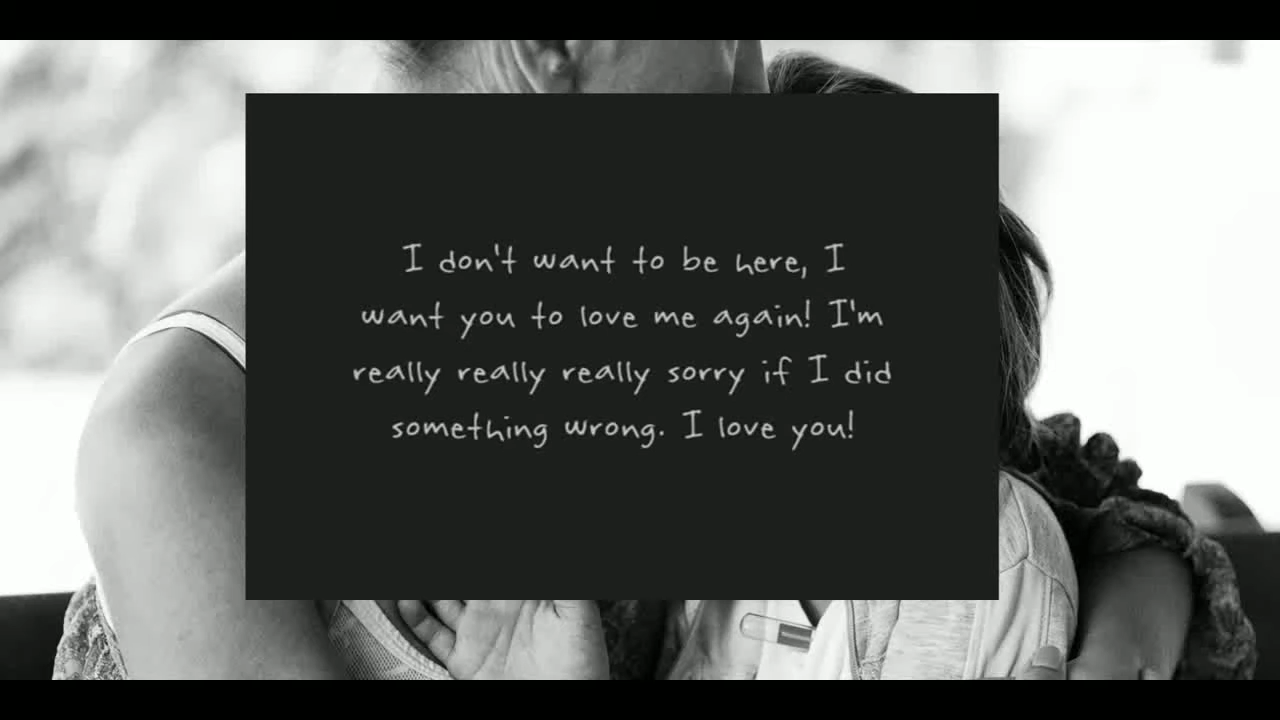 I don't want to be here, I
want you to love me again! I'm
really really really sorry if I did
something wrong. I love you!